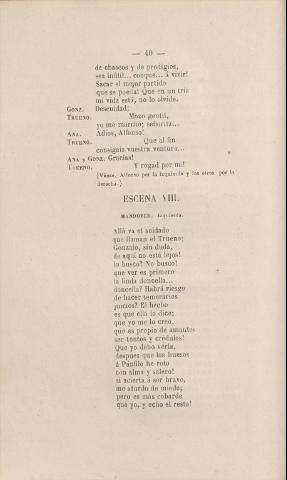 — 40 —
de chascos y de prodigios,
sea inútil... conque... á vivir!
Sacar el mejor partido
que se pueda! Que en un tris
mi vida está, no lo olvide.
GONZ. Descuidad!
TRUENO. Mozo gentil,
yo me marcho; señorita...
ANA. Adios, Alfonso!
TRUENO. Que al fin
consigais vuestra ventura...
ANA y GONZ. Gracias!
TRUENO. Y rogad por mí!
(Vánse. Alfonso por la izquierda y los otros por la
derecha.)
ESCENA VIII.
MANDOBLE, izquierda.
Allá va el soldado
que llaman el Trueno;
Gonzalo, sin duda,
de aquí no está lejos!
lo busco? No busco!
que ver es primero
la linda doncella...
doncella? Habrá riesgo
de hacer temerarios
juicios? El hecho
es que ella lo dice;
que yo me lo creo,
que es propio de amantes
ser tontos y crédulos!
Que yo debo verla,
despues que los huesos
á Pánfilo he roto
con alma y salero!
si acierta á ser bravo,
me aturdo de miedo;
pero es más cobarde
que yo, y echo el resto!